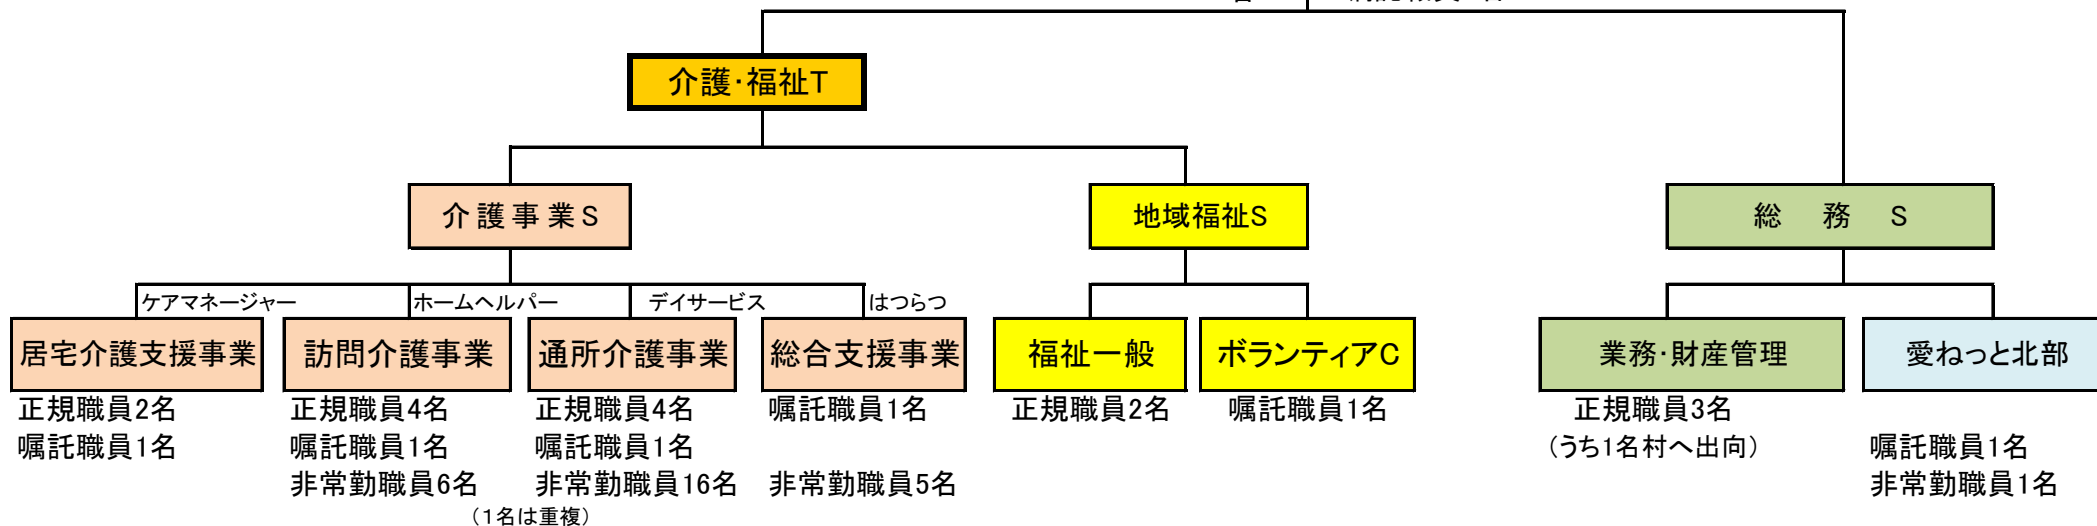 介護・福祉T
介護事業S
地域福祉S
総 務 S
ケアマネージャー
ホームヘルパー
デイサービス
はつらつ
居宅介護支援事業
訪問介護事業
通所介護事業
総合支援事業
福祉一般
ボランティアC
業務・財産管理
愛ねっと北部
正規職員2名
嘱託職員1名
正規職員4名
嘱託職員1名
非常勤職員6名
正規職員4名
嘱託職員1名
非常勤職員16名
(1名は重複)
嘱託職員1名
非常勤職員5名
正規職員2名
嘱託職員1名
正規職員3名
(うち1名村へ出向)
嘱託職員1名
非常勤職員1名